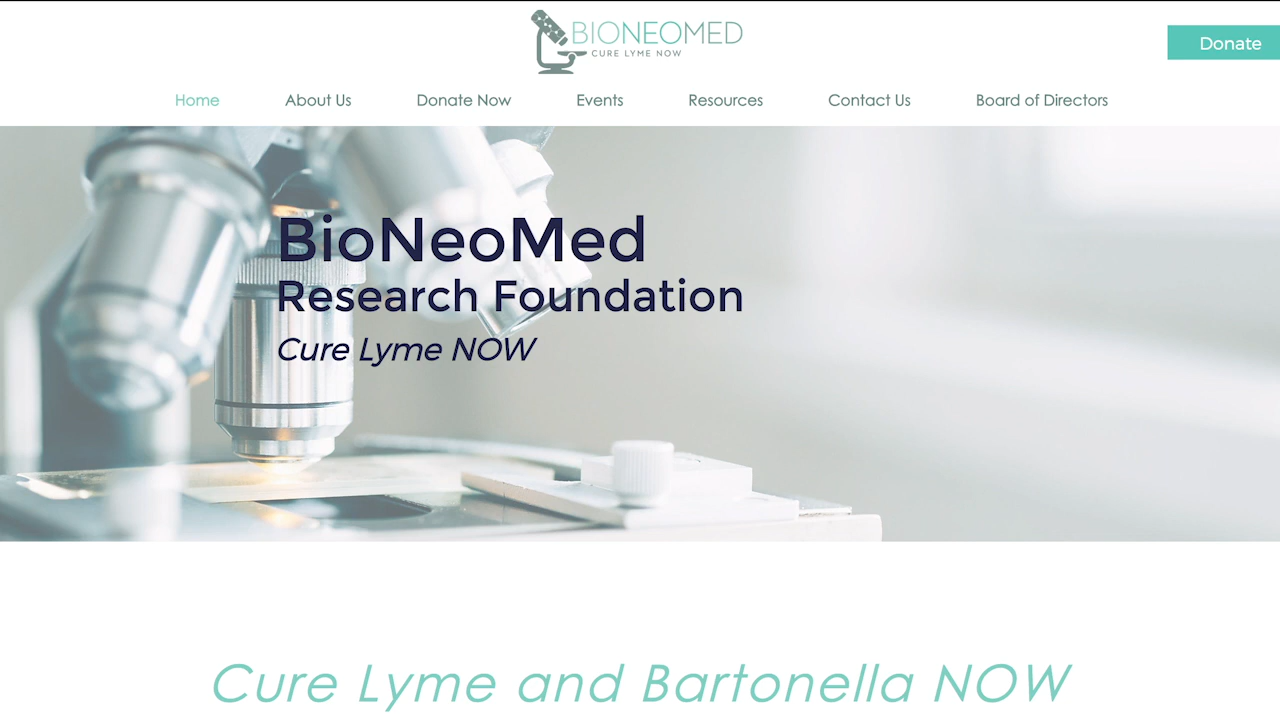 BIONEOMED
CURE LYME NOW
Donate
Home
About Us
Donate Now
Events
Resources
Contact Us
Board of Directors
BioNeoMed
Research Foundation
Cure Lyme NOW
Cure Lyme and Bartonella NOW